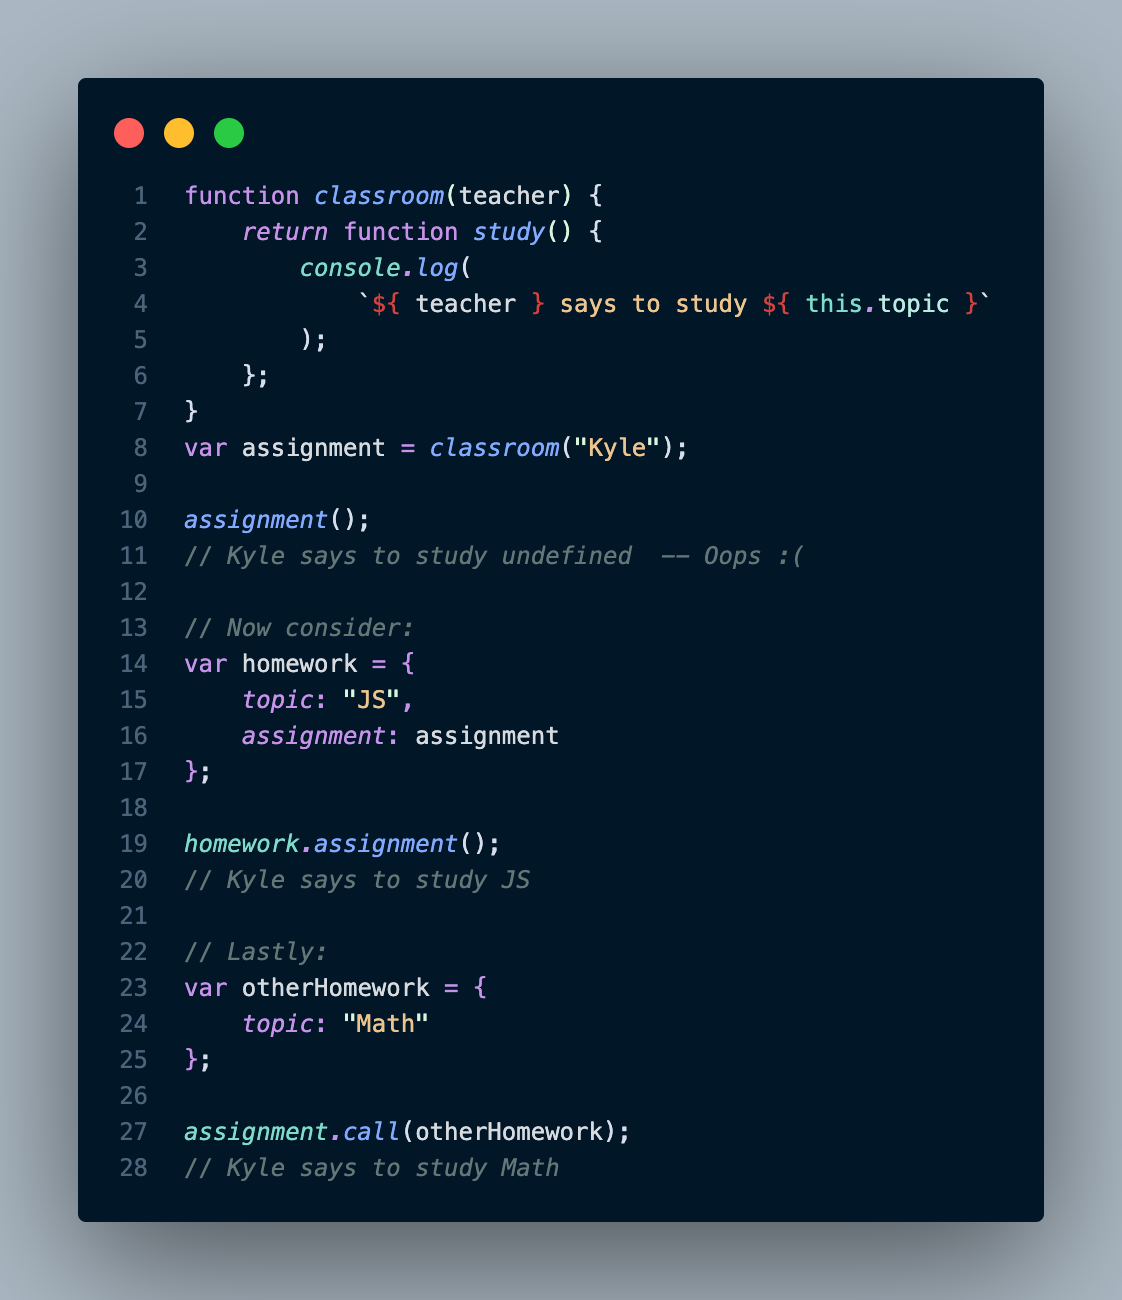 1 function classroom(teacher) {
2     return function study() {
3         console.log(
4             `${ teacher } says to study ${ this.topic }`
5         );
6     };
7 }
8 var assignment = classroom("Kyle");
9
10 assignment();
11 // Kyle says to study undefined  -- Oops :(
12
13 // Now consider:
14 var homework = {
15     topic: "JS",
16     assignment: assignment
17 };
18
19 homework.assignment();
20 // Kyle says to study JS
21
22 // Lastly:
23 var otherHomework = {
24     topic: "Math"
25 };
26
27 assignment.call(otherHomework);
28 // Kyle says to study Math